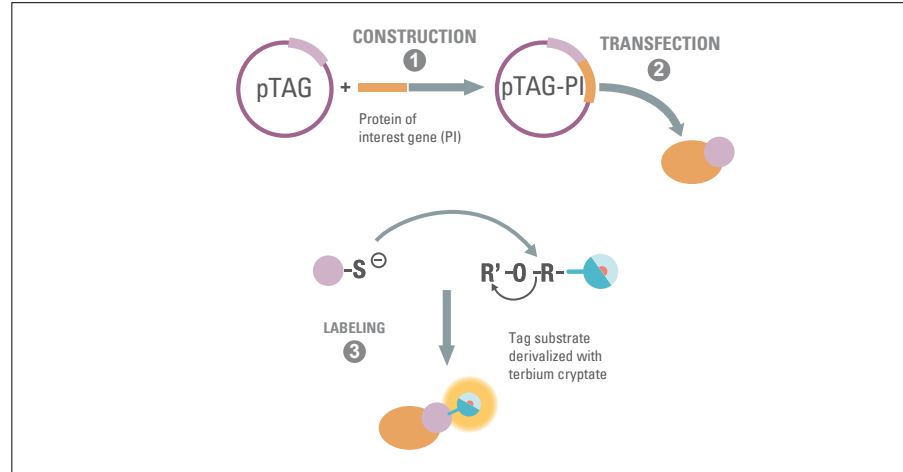 CONSTRUCTION
1
TRANSFECTION
2
pTAG
+
pTAG-PI
Protein of
interest gene (PI)
-S ⊖
R' -O -R-
LABELING
3
Tag substrate
derivalized with
terbium cryptate